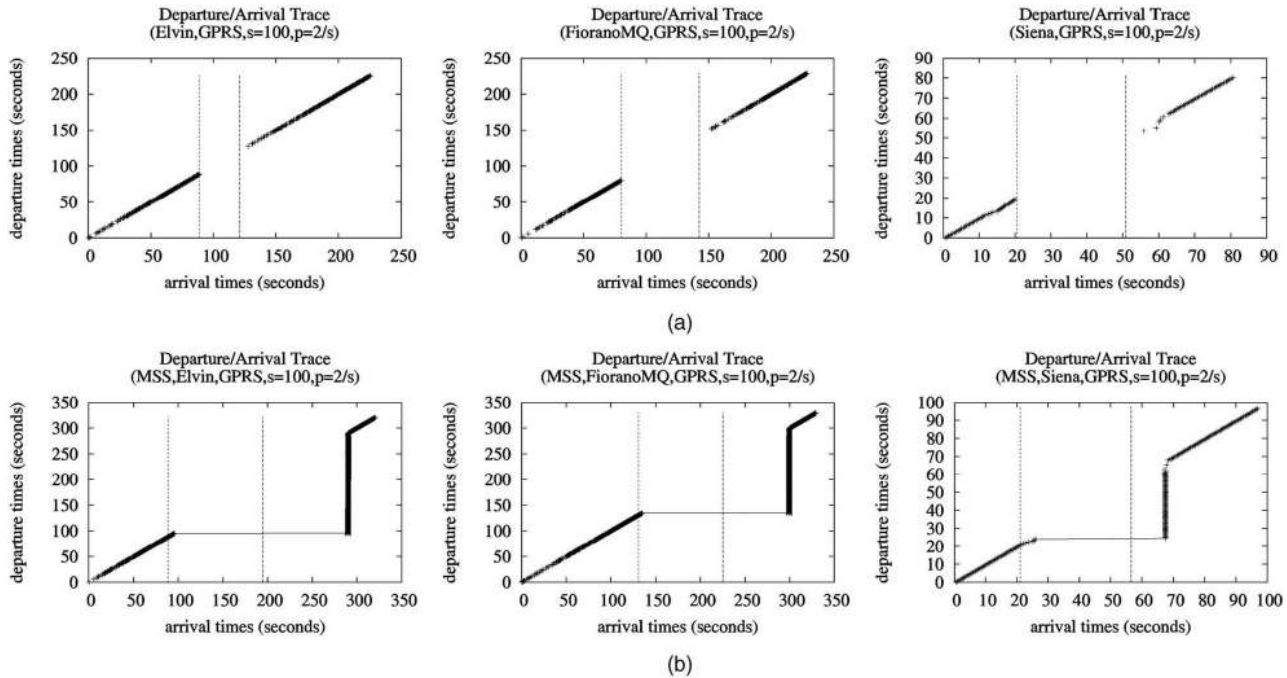 Departure/Arrival Trace
(Elvin,GPRS,s=100,p=2/s)
departure times (seconds)
250
200
150
100
50
0
0 50 100 150 200 250
arrival times (seconds)
Departure/Arrival Trace
(FioranoMQ,GPRS,s=100,p=2/s)
departure times (seconds)
250
200
150
100
50
0
0 50 100 150 200 250
arrival times (seconds)
Departure/Arrival Trace
(Siena,GPRS,s=100,p=2/s)
departure times (seconds)
90
80
70
60
50
40
30
20
10
0
0 10 20 30 40 50 60 70 80 90
arrival times (seconds)
(a)
Departure/Arrival Trace
(MSS,Elvin,GPRS,s=100,p=2/s)
departure times (seconds)
350
300
250
200
150
100
50
0
0 50 100 150 200 250 300 350
arrival times (seconds)
Departure/Arrival Trace
(MSS,FioranoMQ,GPRS,s=100,p=2/s)
departure times (seconds)
350
300
250
200
150
100
50
0
0 50 100 150 200 250 300 350
arrival times (seconds)
Departure/Arrival Trace
(MSS,Siena,GPRS,s=100,p=2/s)
departure times (seconds)
100
90
80
70
60
50
40
30
20
10
0
0 10 20 30 40 50 60 70 80 90 100
arrival times (seconds)
(b)